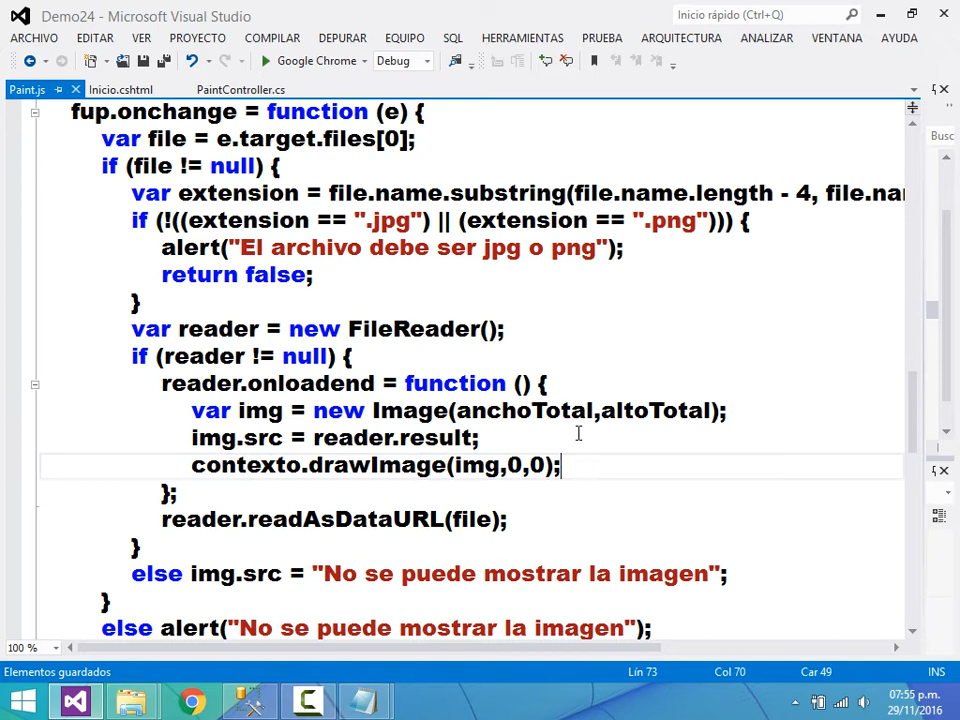 Demo24 - Microsoft Visual Studio
Inicio rápido (Ctrl+Q)
ARCHIVO EDITAR VER PROYECTO COMPILAR DEPURAR EQUIPO SQL HERRAMIENTAS PRUEBA ARQUITECTURA ANALIZAR VENTANA AYUDA
Google Chrome Debug
Paint.js Inicio.cshtml PaintController.cs
Busc
fup.onchange = function (e) {
var file = e.target.files[0];
if (file != null) {
var extension = file.name.substring(file.name.length - 4, file.na
if (!((extension == ".jpg") || (extension == ".png"))) {
alert("El archivo debe ser jpg o png");
return false;
}
var reader = new FileReader();
if (reader != null) {
reader.onloadend = function () {
var img = new Image(anchoTotal,altoTotal);
img.src = reader.result;
contexto.drawImage(img,0,0);
};
reader.readAsDataURL(file);
}
else img.src = "No se puede mostrar la imagen";
}
else alert("No se puede mostrar la imagen");
100 %
Elementos guardados Lín 73 Col 70 Car 49 INS
07:55 p.m.
29/11/2016